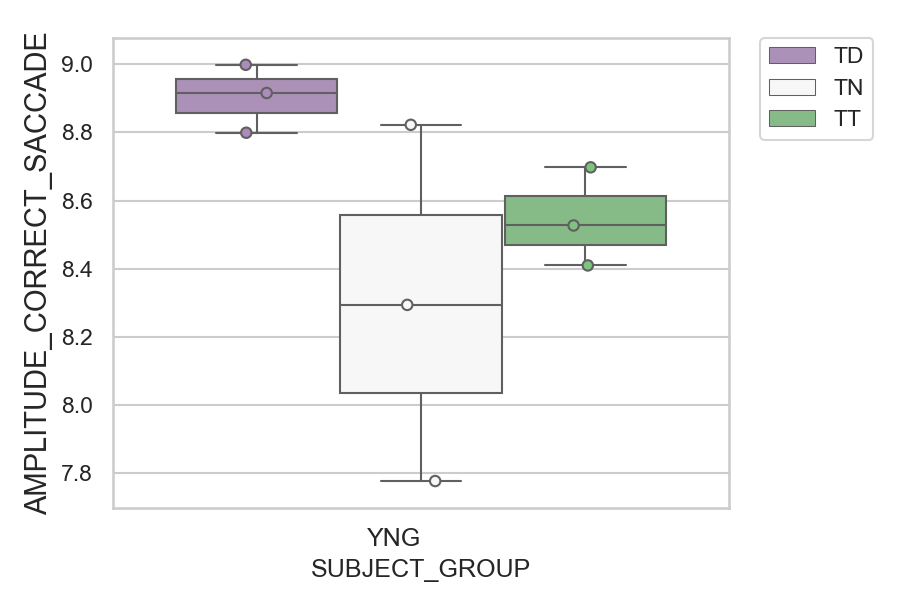 AMPLITUDE_CORRECT_SACCADE
9.0
8.8
8.6
8.4
8.2
8.0
7.8
YNG
SUBJECT_GROUP
TD
TN
TT